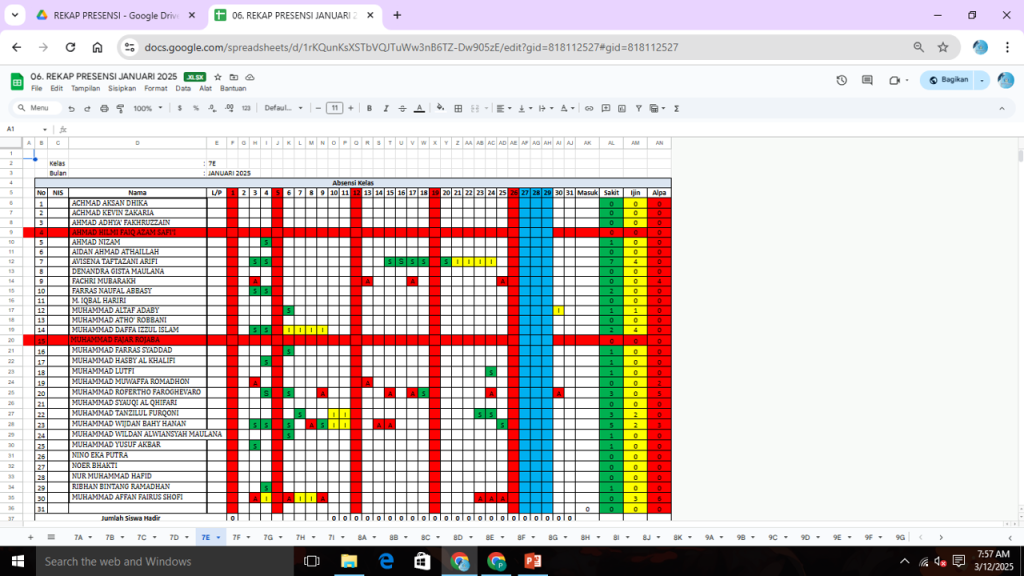 REKAP PRESENSI - Google Driv
06. REKAP PRESENSI JANUARI 2
docs.google.com/spreadsheets/d/1rKQunKsXSTbVQJTuWw3nB6TZ-Dw905zE/edit?gid=818112527#gid=818112527
06. REKAP PRESENSI JANUARI 2025 .XLSX
File Edit Tampilan Sisipkan Format Data Alat Bantuan
Bagikan
Menu 100% $ % .0 .00 123 Defaul... - 11 + B I S A
A1 fx
Kelas : 7E
Bulan : JANUARI 2025
Absensi Kelas
No NIS Nama L/P 1 2 3 4 5 6 7 8 9 10 11 12 13 14 15 16 17 18 19 20 21 22 23 24 25 26 27 28 29 30 31 Masuk Sakit Ijin Alpa
1 ACHMAD AKSAN DHIKA 0 0 0
2 ACHMAD KEVIN ZAKARIA 0 0 0
3 AHMAD ADHYA' FAKHRUZZAIN 0 0 0
4 AHMAD HILMI FAIQ AZAM SAFFI 0 0 0
5 AHMAD NIZAM S 1 0 0
6 AIDAN AHMAD ATHAILLAH 0 0 0
7 AVISENA TAFTAZANI ARIFI S S S S S S S I I I I 7 4 0
8 DENANDRA GISTA MAULANA 0 0 0
9 FACHRI MUBARAKH A A A A 0 0 4
10 FARRAS NAUFAL ABBASY S S 2 0 0
11 M. IQBAL HARIRI 0 0 0
12 MUHAMMAD ALTAF ADABY S I 1 1 0
13 MUHAMMAD ATHO' ROBBANI 0 0 0
14 MUHAMMAD DAFFA IZZUL ISLAM S S I I I I 2 4 0
15 MUHAMMAD FAJAR ROJABA 0 0 0
16 MUHAMMAD FARRAS SYADDAD S 1 0 0
17 MUHAMMAD HASBY AL KHALIFI S 1 0 0
18 MUHAMMAD LUTFI S 1 0 0
19 MUHAMMAD MUWAFFA ROMADHON A A 0 0 2
20 MUHAMMAD ROFERTHO FAROGHEVARO S S A A A S A A 3 0 5
21 MUHAMMAD SYAUQI AL QHIFARI 0 0 0
22 MUHAMMAD TANZILUL FURQONI S I I S S 3 2 0
23 MUHAMMAD WIJDAN BAHY HANAN S S S A S I I A A S 5 2 3
24 MUHAMMAD WILDAN ALWIANSYAH MAULANA S 1 0 0
25 MUHAMMAD YUSUF AKBAR S 1 0 0
26 NINO EKA PUTRA 0 0 0
27 NOER BHAKTI 0 0 0
28 NUR MUHAMMAD HAFID 0 0 0
29 RIBHAN BINTANG RAMADHAN S 1 0 0
30 MUHAMMAD AFFAN FAIRUS SHOFI A I A I I A A A A 0 3 6
31 0 0 0 0
Jumlah Siswa Hadir 0 0 0 0 0 0 0 0 0 0 0 0 0 0 0 0 0 0 0 0 0 0 0
7A 7B 7C 7D 7E 7F 7G 7H 7I 8A 8B 8C 8D 8E 8F 8G 8H 8I 8J 8K 9A 9B 9C 9D 9E 9F 9G
Search the web and Windows
7:57 AM
3/12/2025